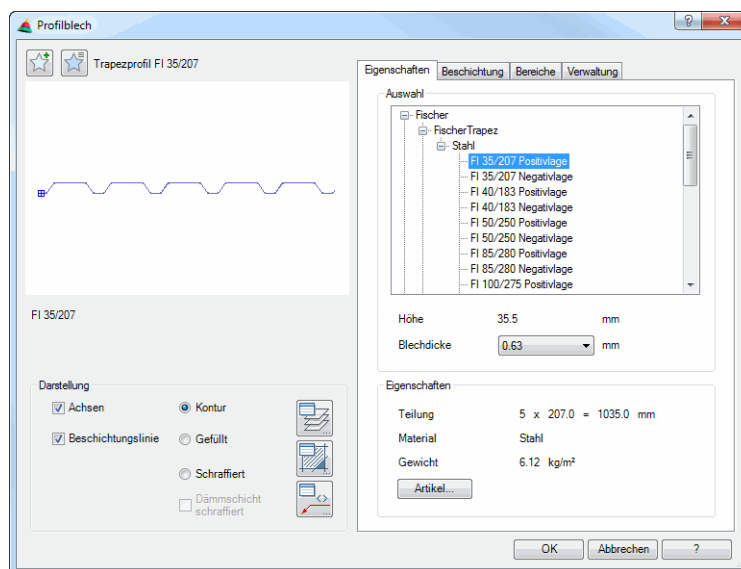 Profilblech
Trapezprofil FI 35/207
FI 35/207
Darstellung
Achsen
Kontur
Beschichtungslinie
Gefüllt
Schraffiert
Dämmschicht
schraffiert
Eigenschaften Beschichtung Bereiche Verwaltung
Auswahl
Fischer
FischerTrapez
Stahl
FI 35/207 Positivlage
FI 35/207 Negativlage
FI 40/183 Positivlage
FI 40/183 Negativlage
FI 50/250 Positivlage
FI 50/250 Negativlage
FI 85/280 Positivlage
FI 85/280 Negativlage
FI 100/275 Positivlage
Höhe 35.5 mm
Blechdicke 0.63 mm
Eigenschaften
Teilung 5 x 207.0 = 1035.0 mm
Material Stahl
Gewicht 6.12 kg/m²
Artikel...
OK Abbrechen ?